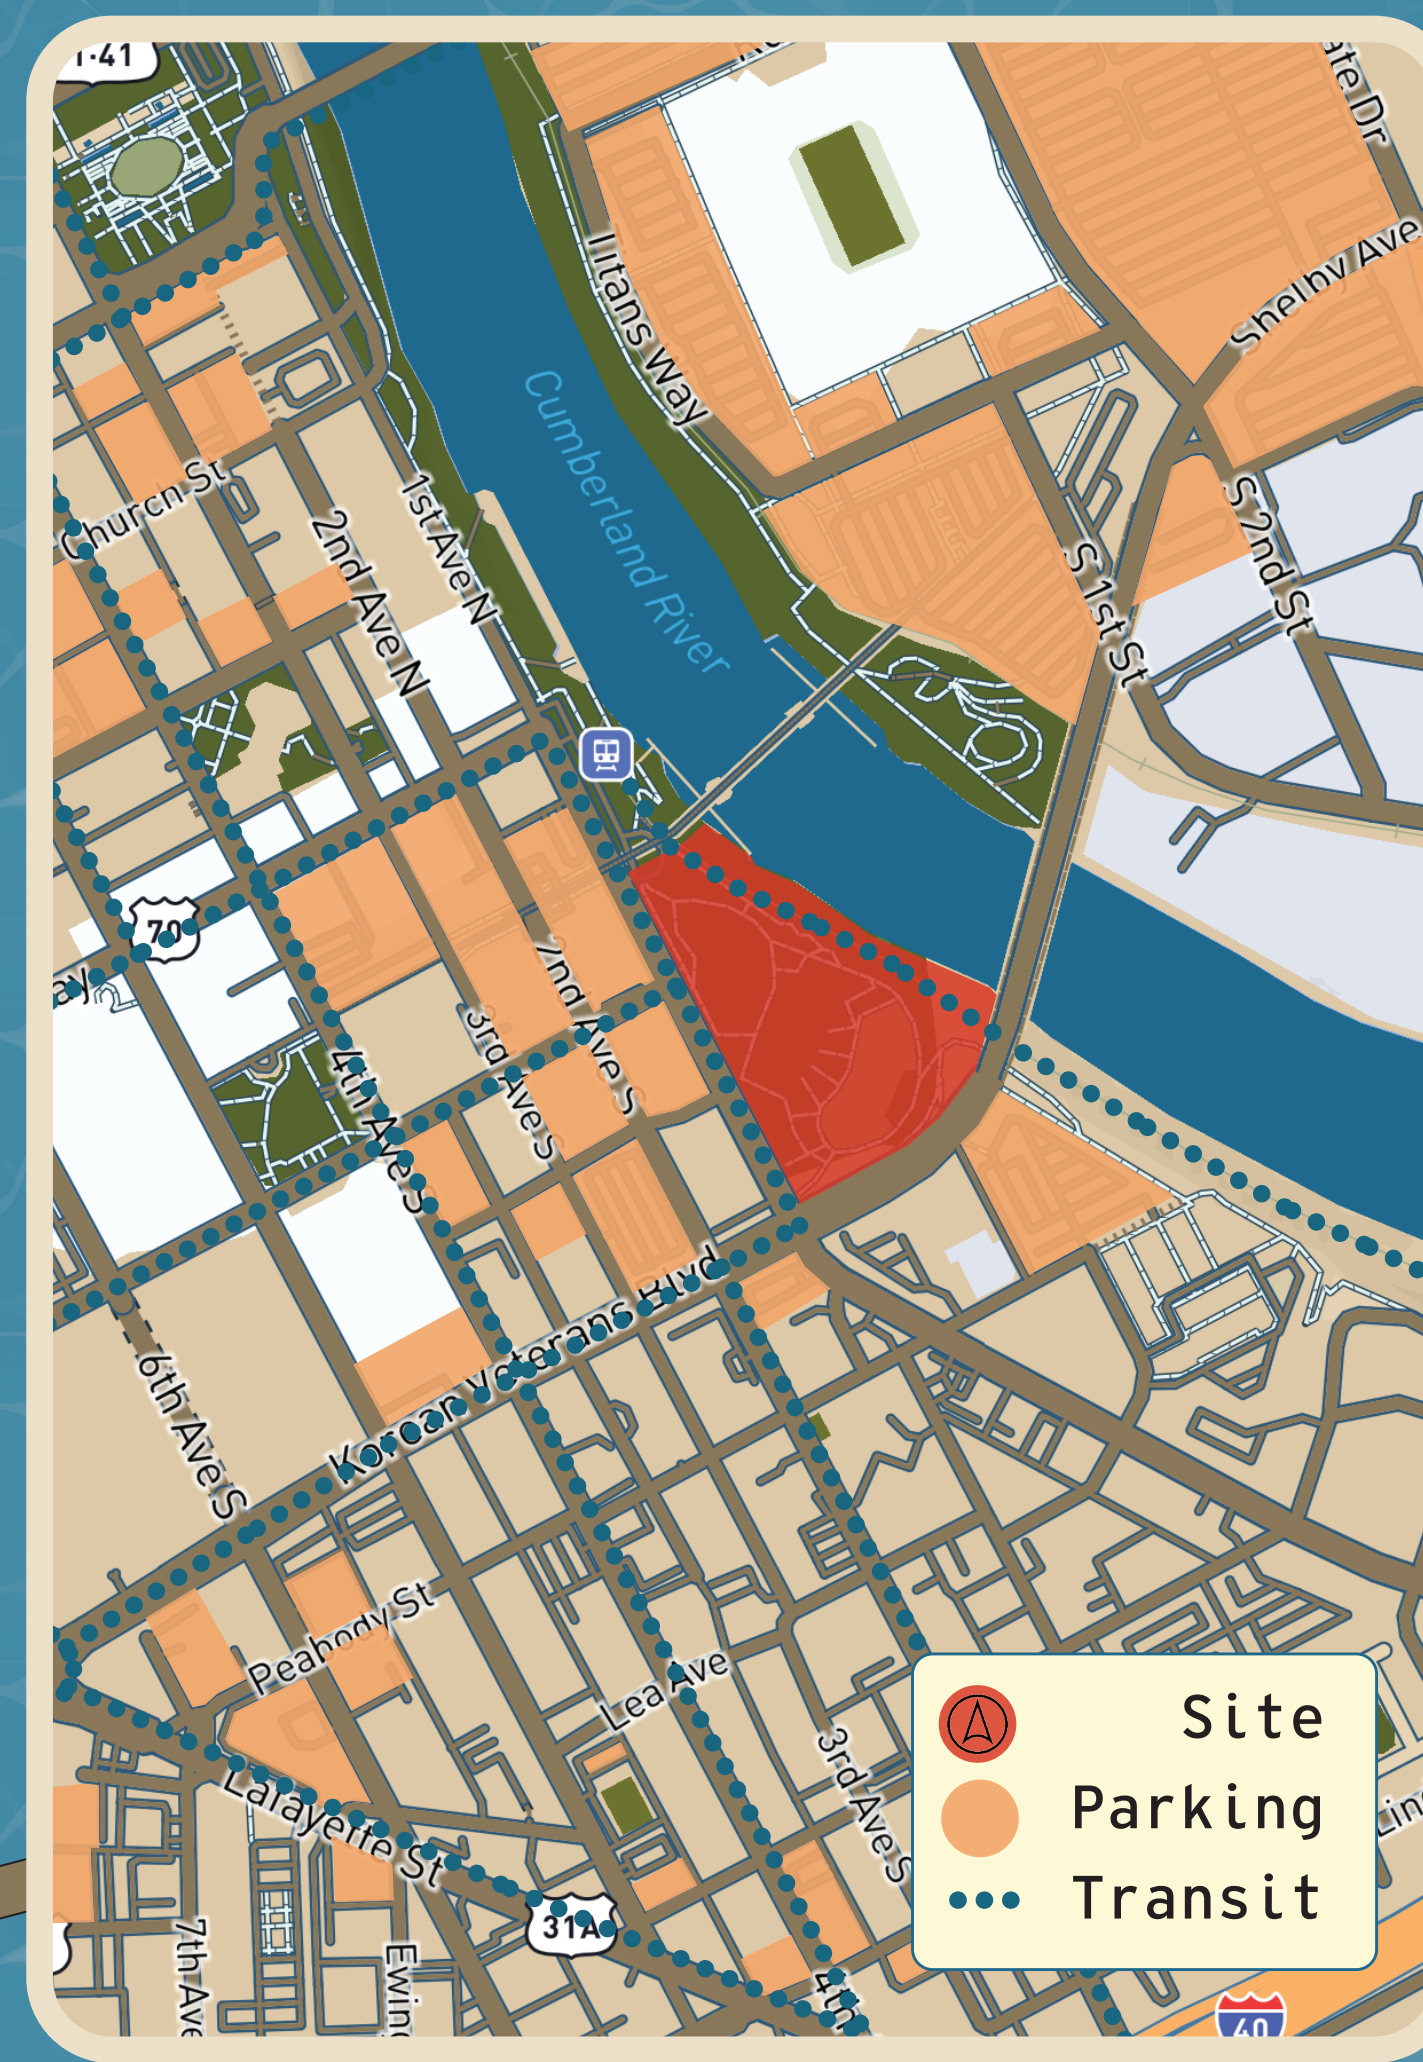 Shelby Ave
Titans Way
Cumberland River
Church St
1st Ave N
2nd Ave N
S 2nd St
S 1st St
70
2nd Ave S
3rd Ave S
4th Ave S
6th Ave S
Korean Veterans Blvd
Peabody St
Lea Ave
3rd Ave S
Lafayette St
31A
7th Ave
4th
40
Site
Parking
Transit